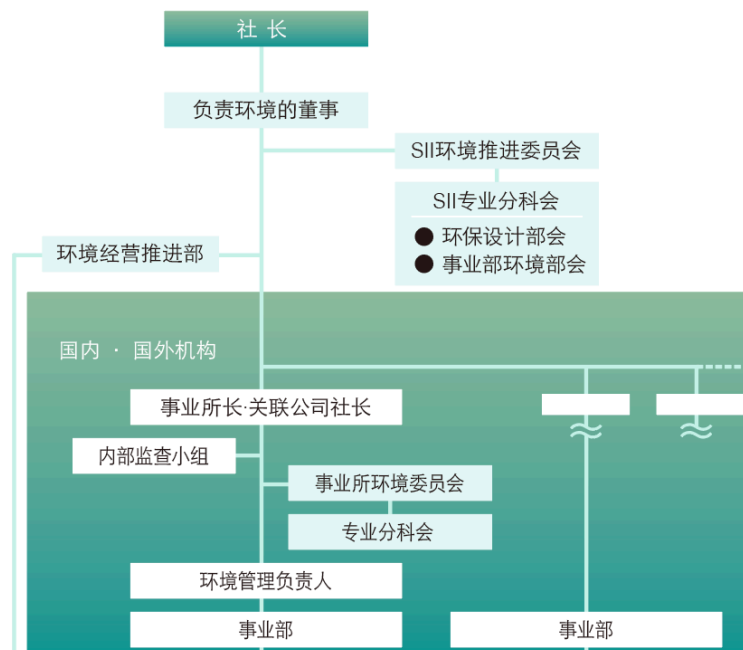 社 长
负责环境的董事
SII环境推进委员会
SII专业分科会
● 环保设计部会
● 事业部环境部会
环境经营推进部
国内 · 国外机构
事业所长·关联公司社长
内部监查小组
事业所环境委员会
专业分科会
环境管理负责人
事业部
事业部